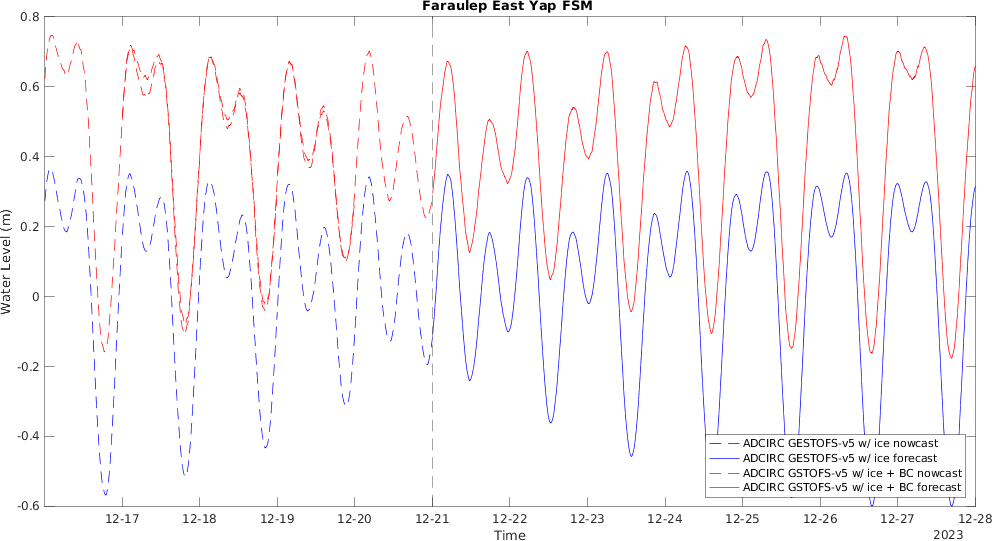 Faraulep East Yap FSM
Water Level (m)
0.8
0.6
0.4
0.2
0
-0.2
-0.4
-0.6
12-17 12-18 12-19 12-20 12-21 12-22 12-23 12-24 12-25 12-26 12-27 12-28
Time
2023
ADCIRC GESTOFS-v5 w/ ice nowcast
ADCIRC GESTOFS-v5 w/ ice forecast
ADCIRC GSTOFS-v5 w/ ice + BC nowcast
ADCIRC GSTOFS-v5 w/ ice + BC forecast